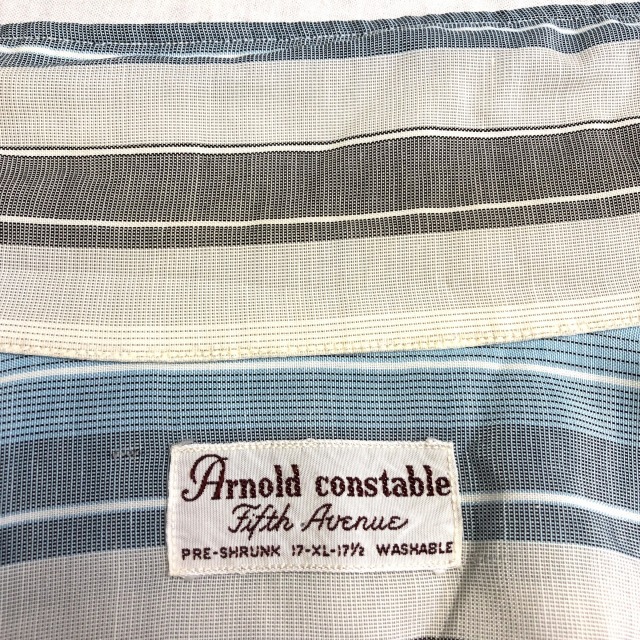 Arnold constable
Fifth Avenue
PRE-SHRUNK 17-XL-17½ WASHABLE